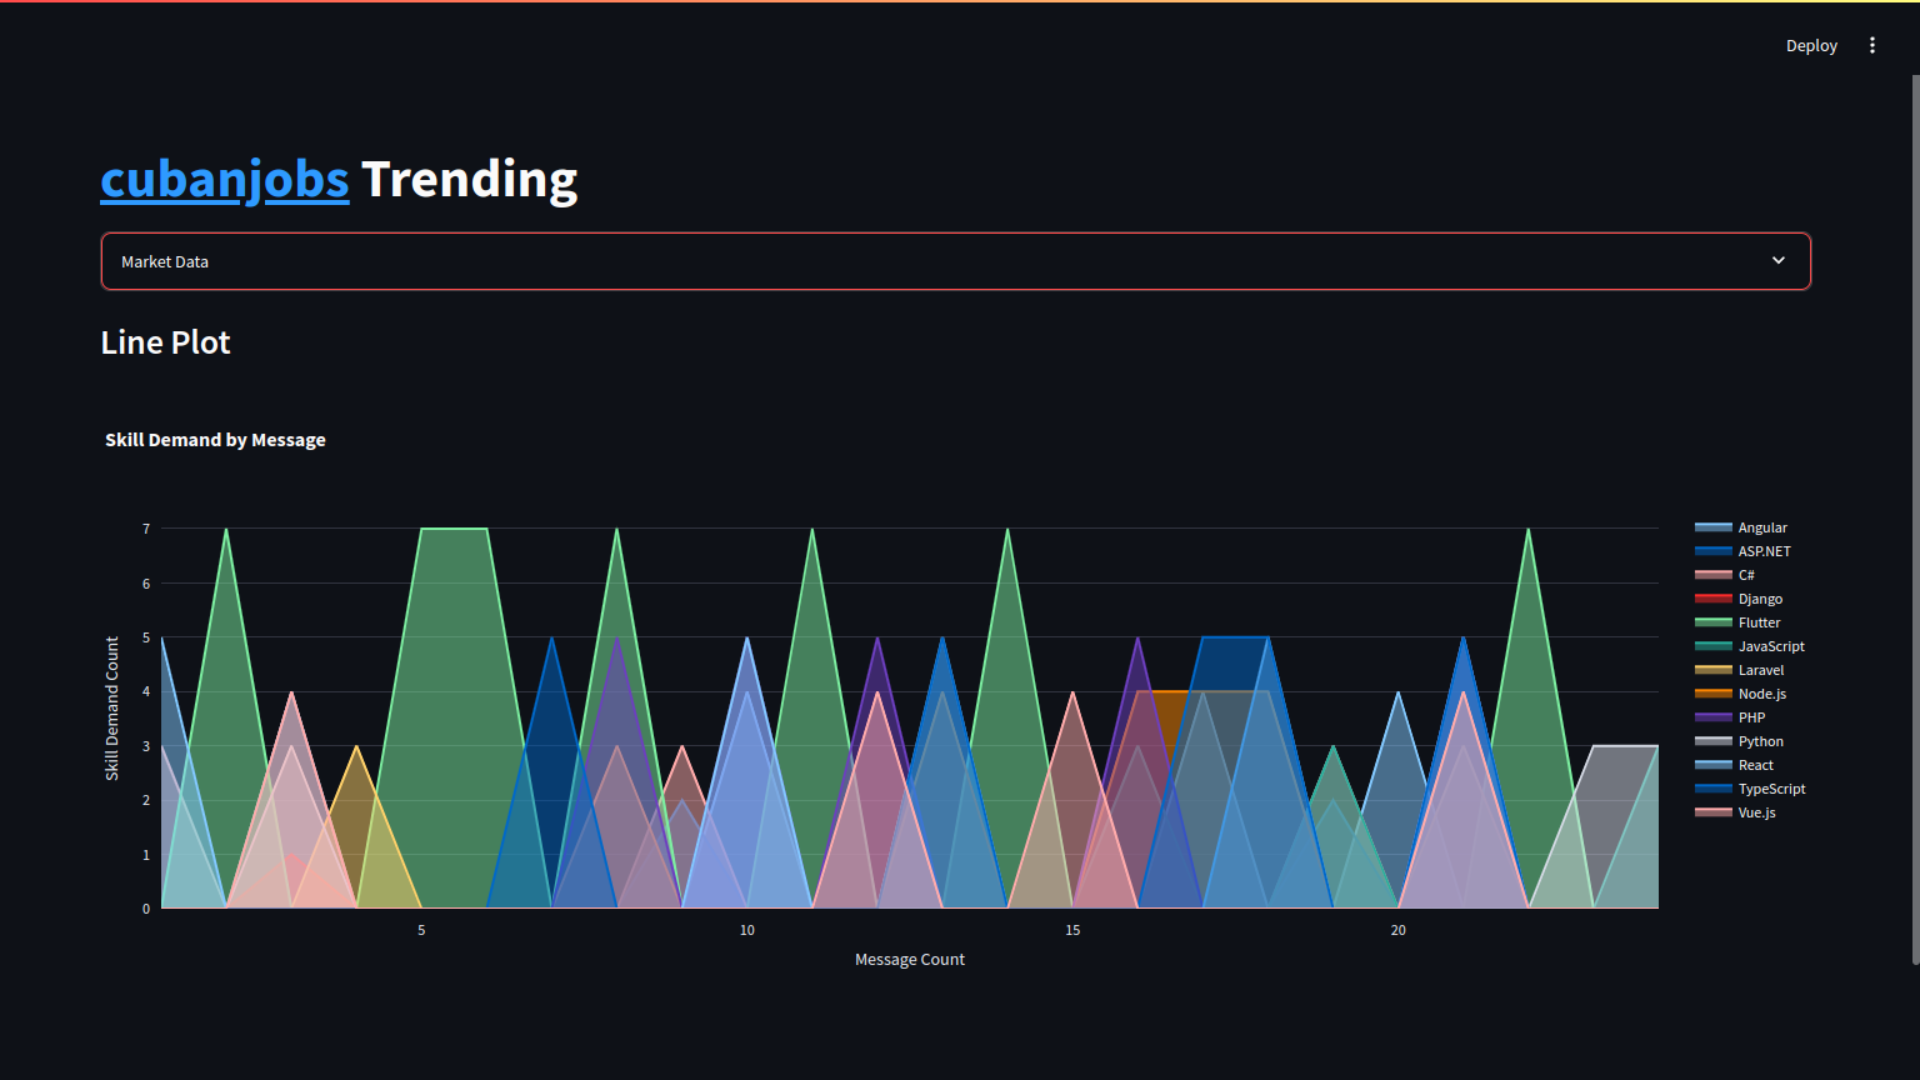 Deploy
cubanjobs Trending
Market Data
Line Plot
Skill Demand by Message
Skill Demand Count
7
6
5
4
3
2
1
0
5
10
15
20
Message Count
Angular
ASP.NET
C#
Django
Flutter
JavaScript
Laravel
Node.js
PHP
Python
React
TypeScript
Vue.js